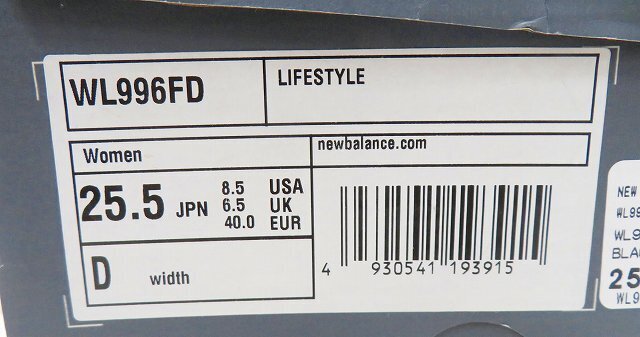 WL996FD
LIFESTYLE
Women
newbalance.com
25.5 JPN
8.5 USA
6.5 UK
40.0 EUR
D width
4 930541 193915
NEW
WL99
WL9
BLA
25
WL9